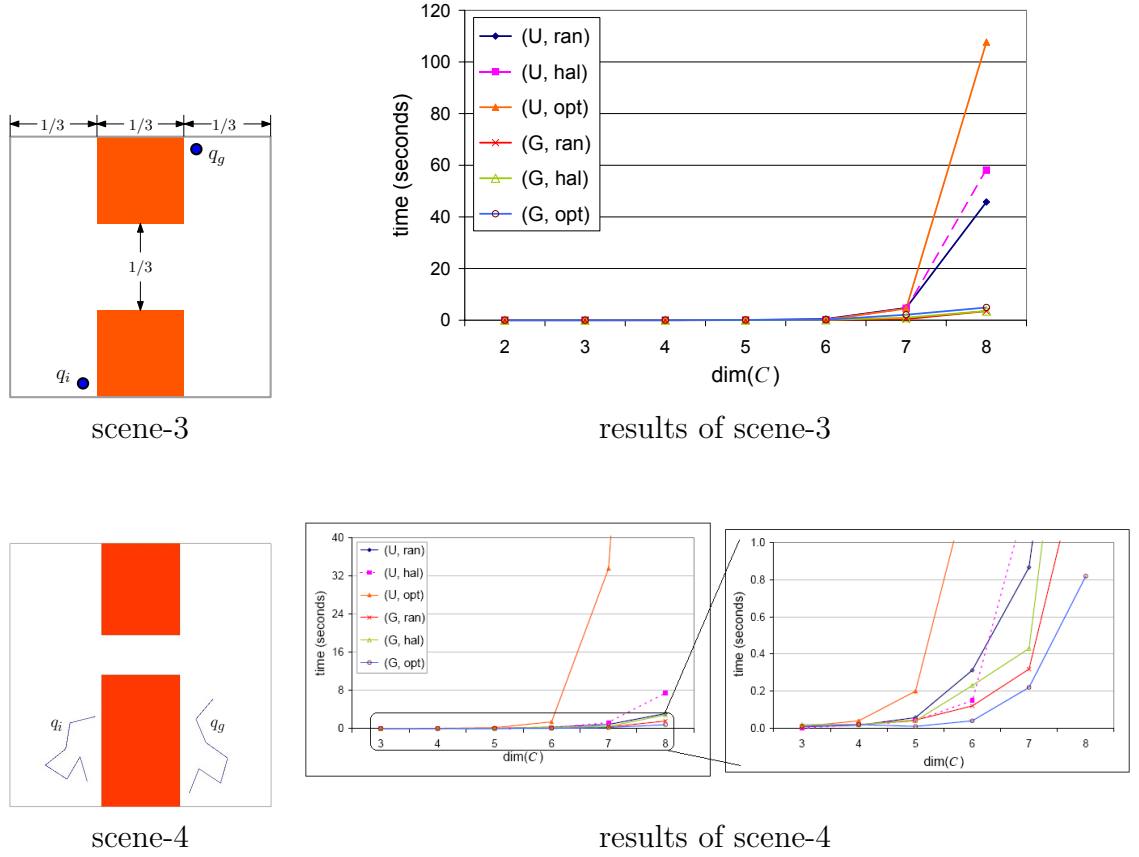 1/3 1/3 1/3
q_g
1/3
q_i
scene-3
120
100
80
60
40
20
0
time (seconds)
(U, ran)
(U, hal)
(U, opt)
(G, ran)
(G, hal)
(G, opt)
2 3 4 5 6 7 8
dim(C)
results of scene-3
q_i
q_g
scene-4
40
32
24
16
8
0
time (seconds)
(U, ran)
(U, hal)
(U, opt)
(G, ran)
(G, hal)
(G, opt)
3 4 5 6 7 8
dim(C)
1.0
0.8
0.6
0.4
0.2
0.0
time (seconds)
3 4 5 6 7 8
dim(C)
results of scene-4